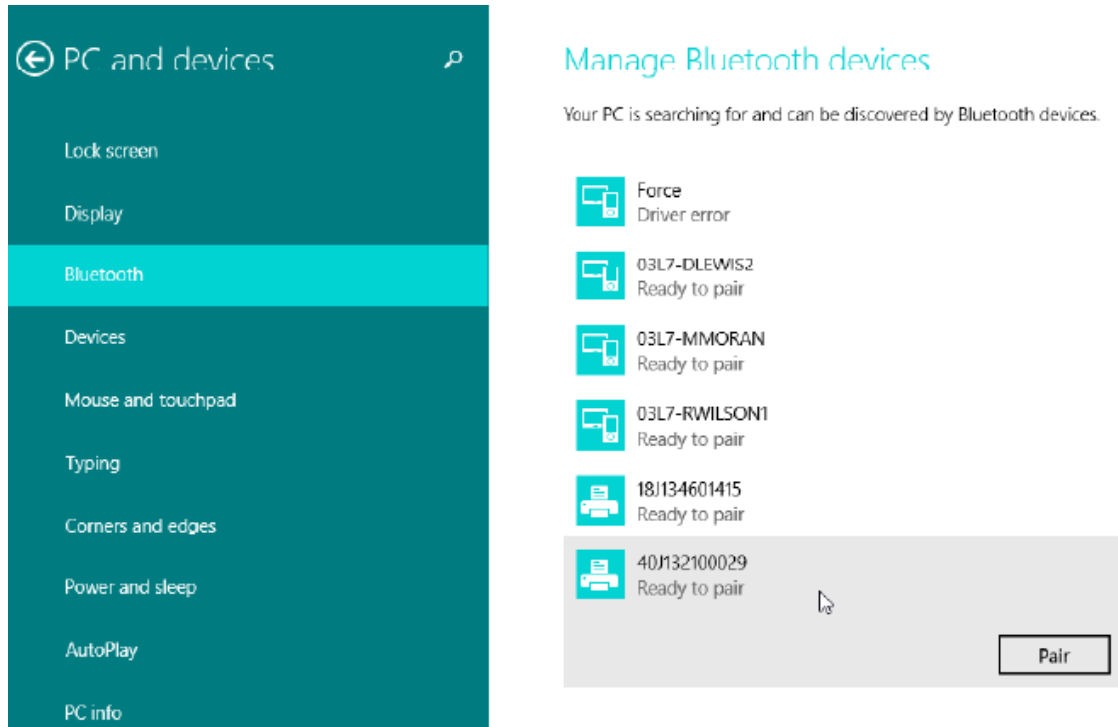 PC and devices
Lock screen
Display
Bluetooth
Devices
Mouse and touchpad
Typing
Corners and edges
Power and sleep
AutoPlay
PC info
Manage Bluetooth devices
Your PC is searching for and can be discovered by Bluetooth devices.
Force
Driver error
03L7-DLEWIS2
Ready to pair
03L7-MMORAN
Ready to pair
03L7-RWILSON1
Ready to pair
18J134601415
Ready to pair
40J132100029
Ready to pair
Pair